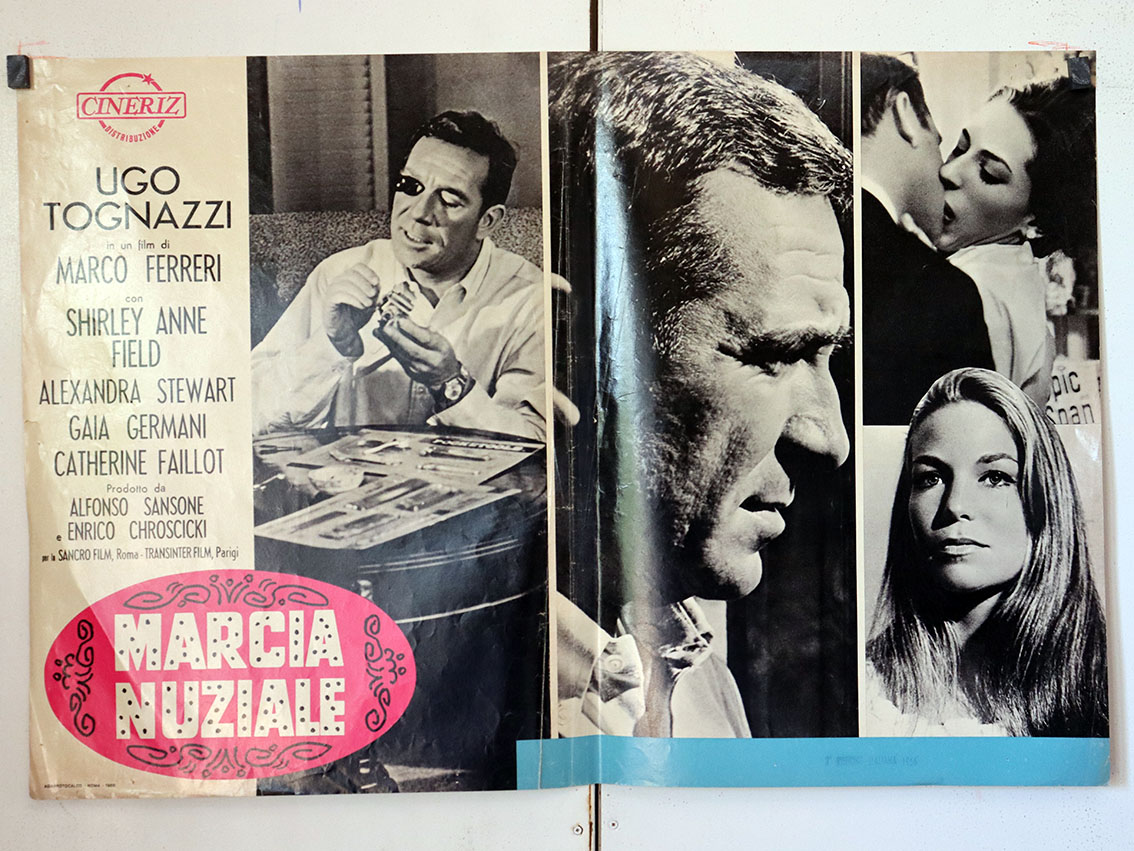 CINERIZ
DISTRIBUZIONE
UGO
TOGNAZZI
in un film di
MARCO FERRERI
con
SHIRLEY ANNE
FIELD
ALEXANDRA STEWART
GAIA GERMANI
CATHERINE FAILLOT
Prodotto da
ALFONSO SANSONE
e ENRICO CHROSCICKI
per la SANCRO FILM, Roma - TRANSINTER FILM, Parigi
MARCIA
NUZIALE
pic